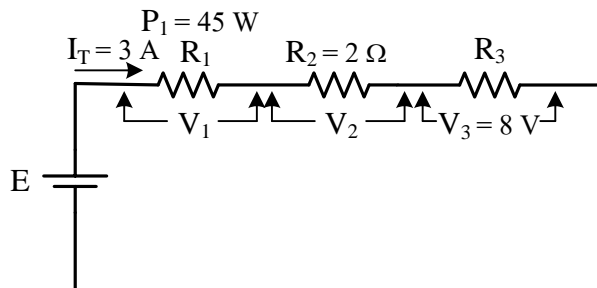 P₁ = 45 W
I_T = 3 A
R₁
R₂ = 2 Ω
R₃
V₁
V₂
V₃ = 8 V
E